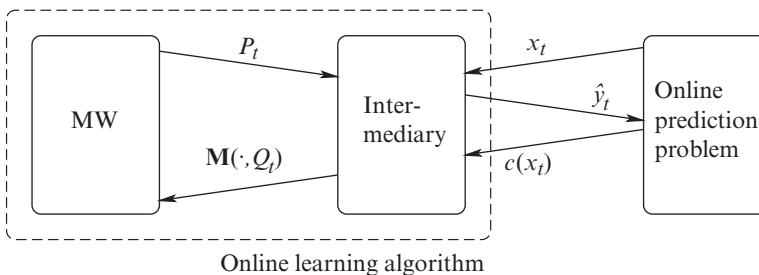 P_t
x_t
MW
Inter-
mediary
ŷ_t
Online
prediction
problem
M(·, Q_t)
c(x_t)
Online learning algorithm